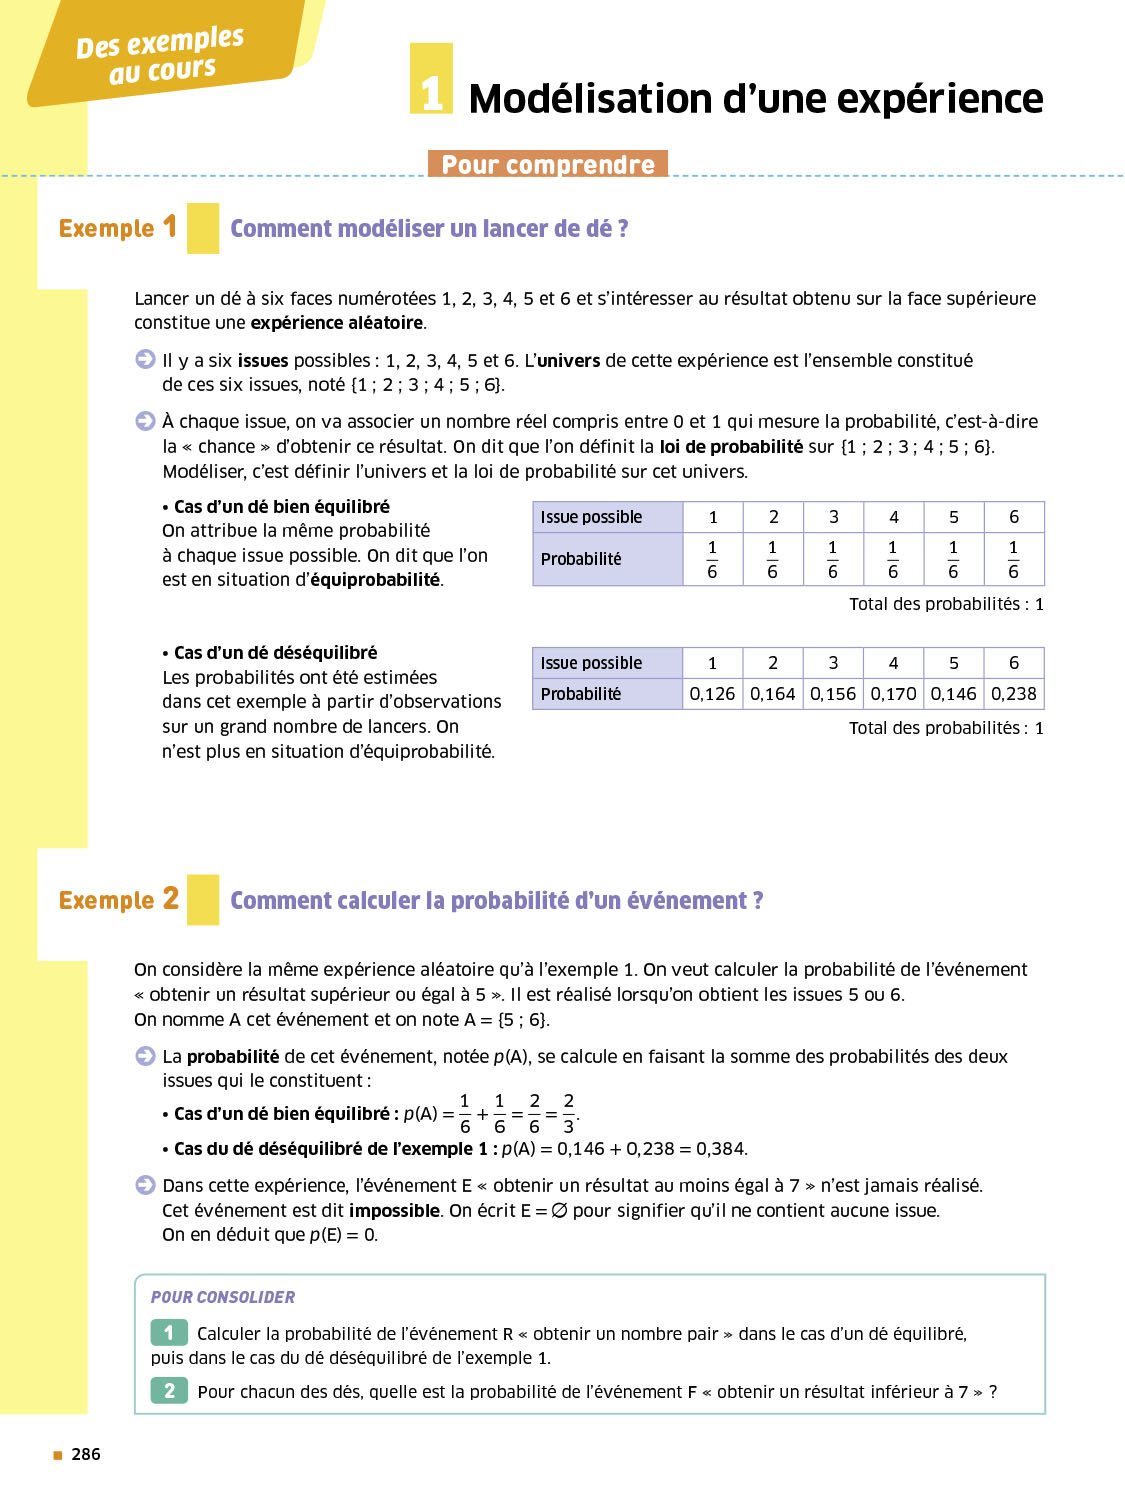 Des exemples
au cours
1 Modélisation d'une expérience
Pour comprendre
Exemple 1 Comment modéliser un lancer de dé ?
Lancer un dé à six faces numérotées 1, 2, 3, 4, 5 et 6 et s'intéresser au résultat obtenu sur la face supérieure
constitue une expérience aléatoire.
Il y a six issues possibles : 1, 2, 3, 4, 5 et 6. L'univers de cette expérience est l'ensemble constitué
de ces six issues, noté {1 ; 2 ; 3 ; 4 ; 5 ; 6}.
À chaque issue, on va associer un nombre réel compris entre 0 et 1 qui mesure la probabilité, c'est-à-dire
la « chance » d'obtenir ce résultat. On dit que l'on définit la loi de probabilité sur {1 ; 2 ; 3 ; 4 ; 5 ; 6}.
Modéliser, c'est définir l'univers et la loi de probabilité sur cet univers.
• Cas d'un dé bien équilibré
On attribue la même probabilité
à chaque issue possible. On dit que l'on
est en situation d'équiprobabilité.
Issue possible 1 2 3 4 5 6
Probabilité 1/6 1/6 1/6 1/6 1/6 1/6
Total des probabilités : 1
• Cas d'un dé déséquilibré
Les probabilités ont été estimées
dans cet exemple à partir d'observations
sur un grand nombre de lancers. On
n'est plus en situation d'équiprobabilité.
Issue possible 1 2 3 4 5 6
Probabilité 0,126 0,164 0,156 0,170 0,146 0,238
Total des probabilités : 1
Exemple 2 Comment calculer la probabilité d'un événement ?
On considère la même expérience aléatoire qu'à l'exemple 1. On veut calculer la probabilité de l'événement
« obtenir un résultat supérieur ou égal à 5 ». Il est réalisé lorsqu'on obtient les issues 5 ou 6.
On nomme A cet événement et on note A = {5 ; 6}.
La probabilité de cet événement, notée p(A), se calcule en faisant la somme des probabilités des deux
issues qui le constituent :
• Cas d'un dé bien équilibré : p(A) = 1/6 + 1/6 = 2/6 = 2/3.
• Cas du dé déséquilibré de l'exemple 1 : p(A) = 0,146 + 0,238 = 0,384.
Dans cette expérience, l'événement E « obtenir un résultat au moins égal à 7 » n'est jamais réalisé.
Cet événement est dit impossible. On écrit E = ∅ pour signifier qu'il ne contient aucune issue.
On en déduit que p(E) = 0.
POUR CONSOLIDER
1 Calculer la probabilité de l'événement R « obtenir un nombre pair » dans le cas d'un dé équilibré,
puis dans le cas du dé déséquilibré de l'exemple 1.
2 Pour chacun des dés, quelle est la probabilité de l'événement F « obtenir un résultat inférieur à 7 » ?
286